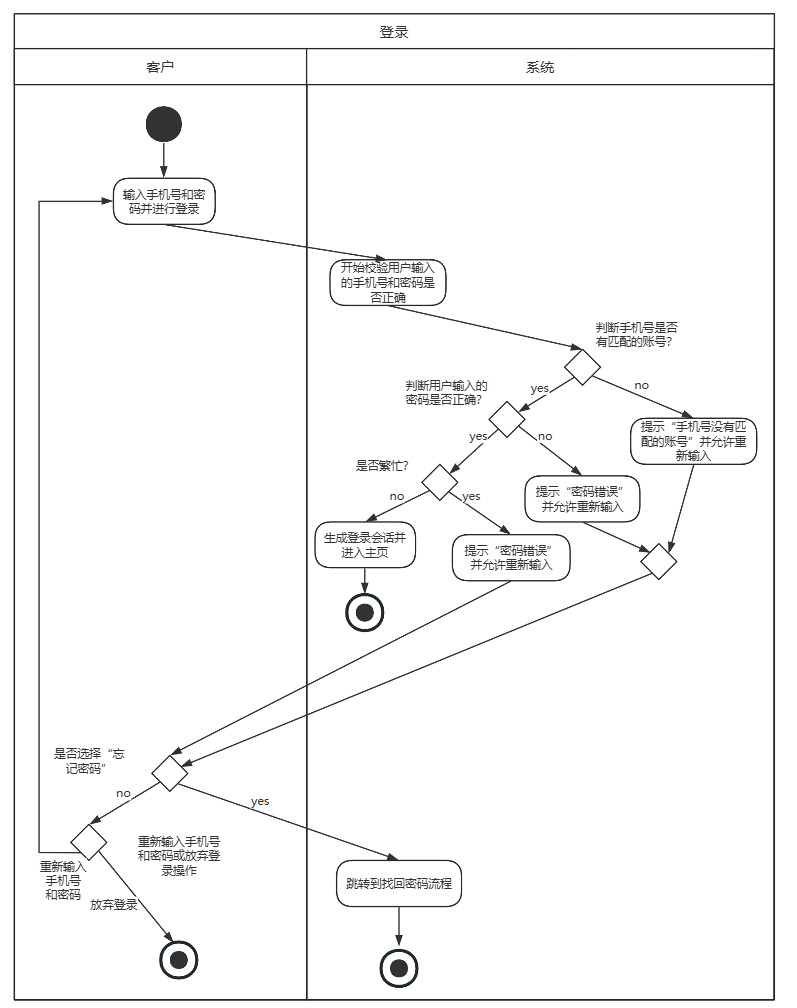 登录
客户
系统
输入手机号和密
码并进行登录
开始校验用户输入
的手机号和密码是
否正确
判断手机号是否
有匹配的账号?
yes
no
判断用户输入的
密码是否正确?
提示“手机号没有匹
配的账号”并允许重
新输入
yes
no
是否繁忙?
no
yes
提示“密码错误”
并允许重新输入
生成登录会话并
进入主页
提示“密码错误”
并允许重新输入
是否选择“忘
记密码”
no
yes
重新输入手机号
和密码或放弃登
录操作
重新输入
手机号
和密码
放弃登录
跳转到找回密码流程